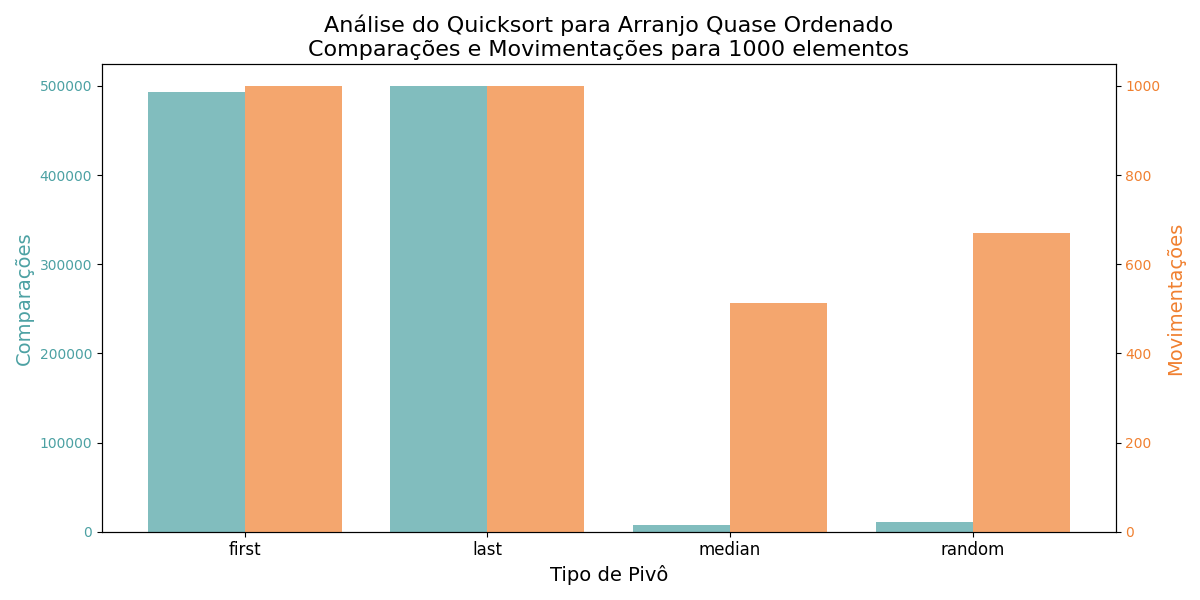 Análise do Quicksort para Arranjo Quase Ordenado
Comparações e Movimentações para 1000 elementos
Comparações
500000
400000
300000
200000
100000
0
1000
800
600
400
200
0
Movimentações
first
last
median
random
Tipo de Pivô